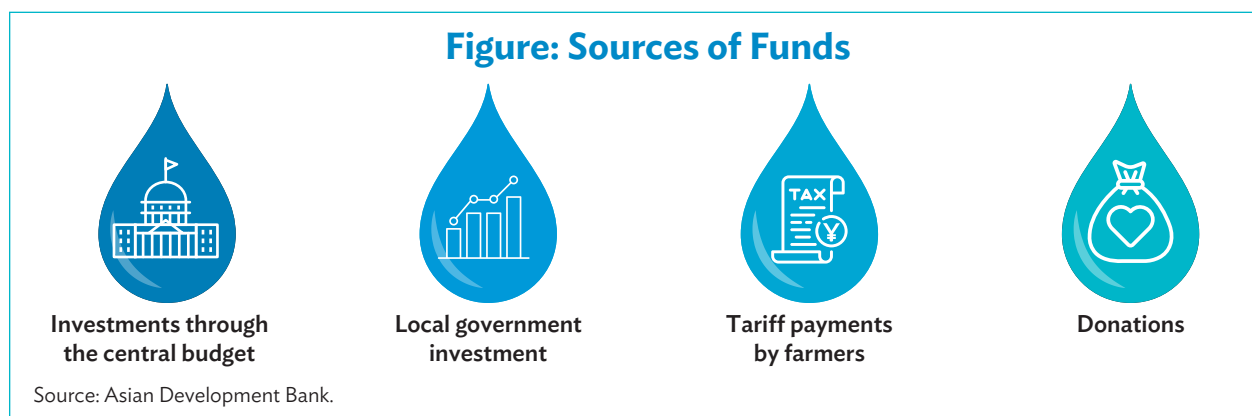 Figure: Sources of Funds
TAX
¥
Investments through
the central budget
Local government
investment
Tariff payments
by farmers
Donations
Source: Asian Development Bank.